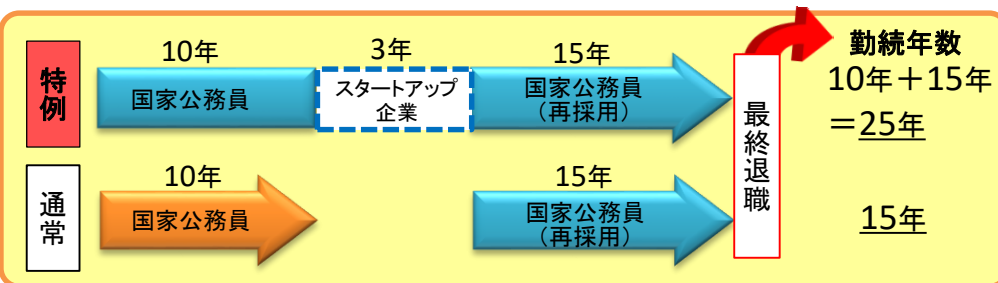 特例
10年
国家公務員
3年
スタートアップ
企業
15年
国家公務員
（再採用）
通常
10年
国家公務員
15年
国家公務員
（再採用）
最終退職
勤続年数
10年＋15年
＝25年
15年